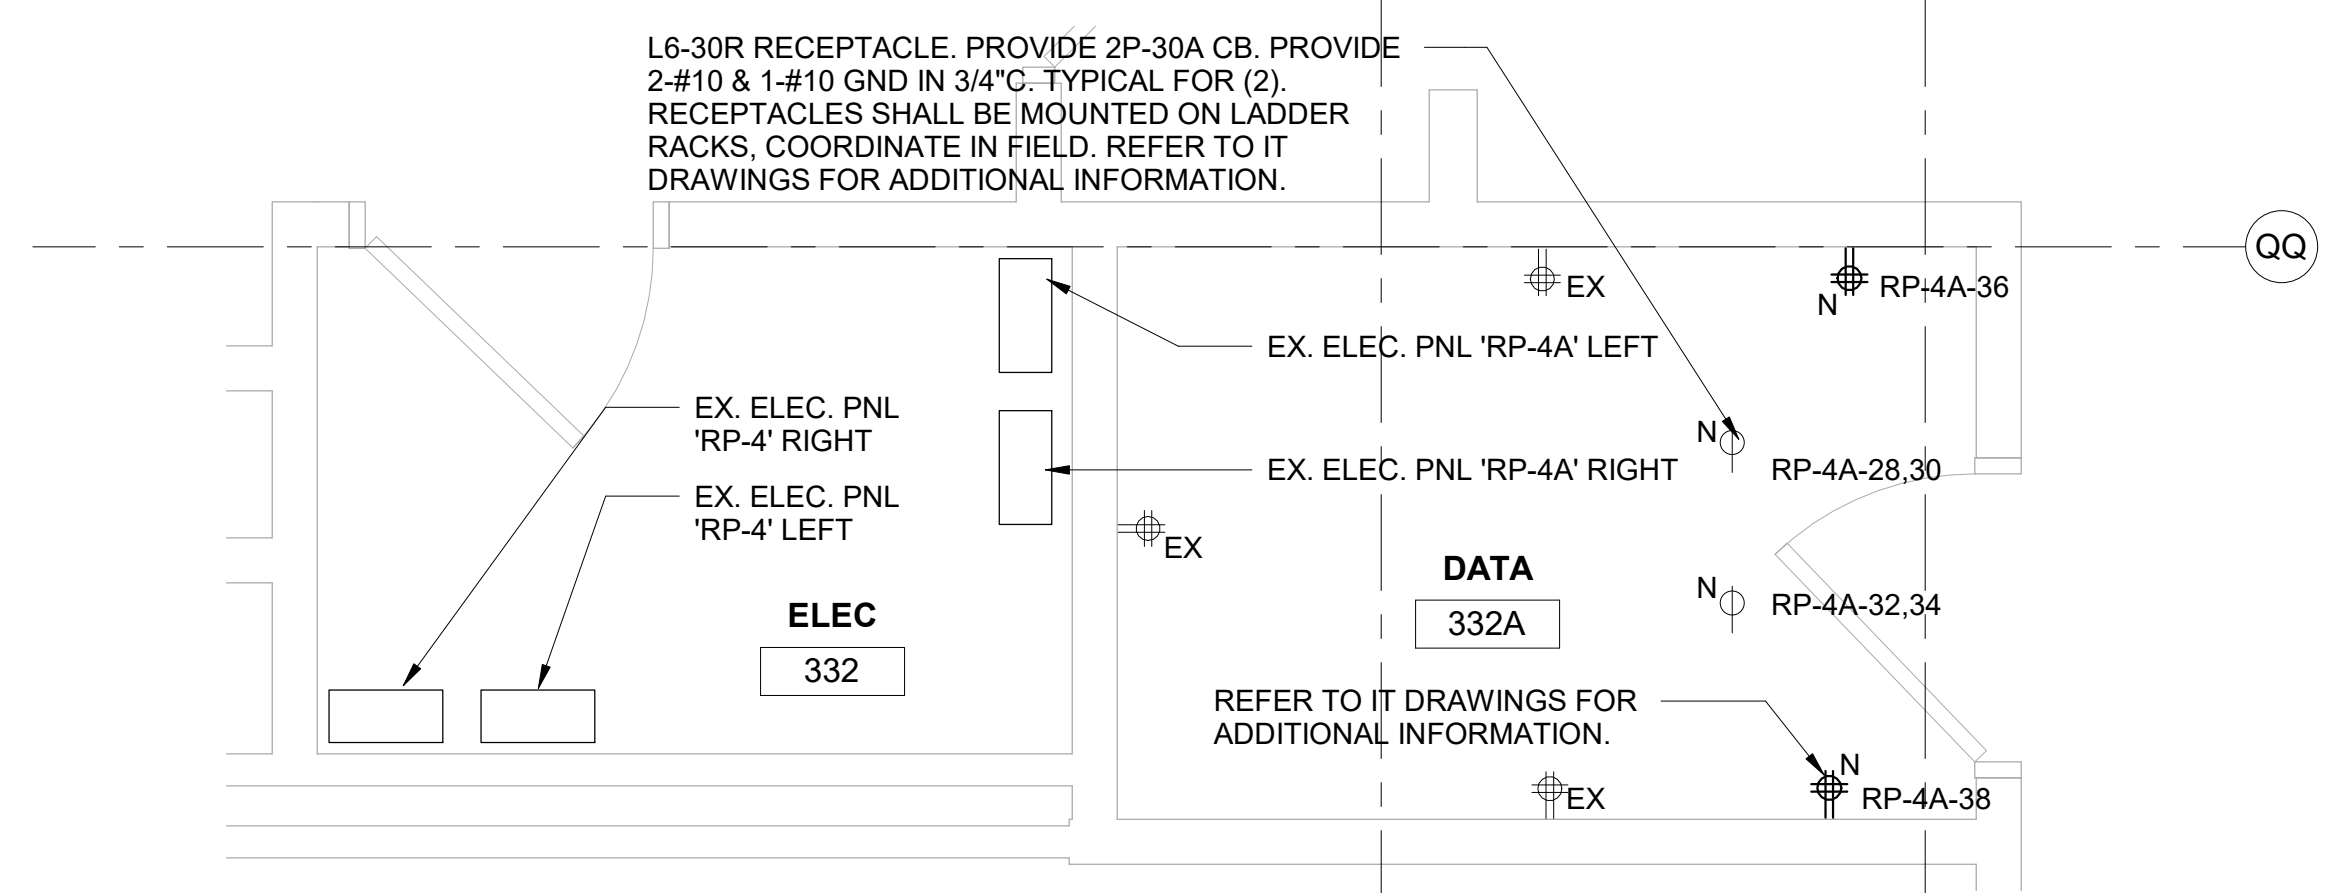 L6-30R RECEPTACLE. PROVIDE 2P-30A CB. PROVIDE
2-#10 & 1-#10 GND IN 3/4"C. TYPICAL FOR (2).
RECEPTACLES SHALL BE MOUNTED ON LADDER
RACKS, COORDINATE IN FIELD. REFER TO IT
DRAWINGS FOR ADDITIONAL INFORMATION.
QQ
EX
RP-4A-36
N
EX. ELEC. PNL 'RP-4A' LEFT
EX. ELEC. PNL
'RP-4' RIGHT
N
EX. ELEC. PNL 'RP-4A' RIGHT
RP-4A-28,30
EX. ELEC. PNL
'RP-4' LEFT
EX
DATA
332A
N
RP-4A-32,34
ELEC
332
REFER TO IT DRAWINGS FOR
ADDITIONAL INFORMATION.
N
EX
RP-4A-38